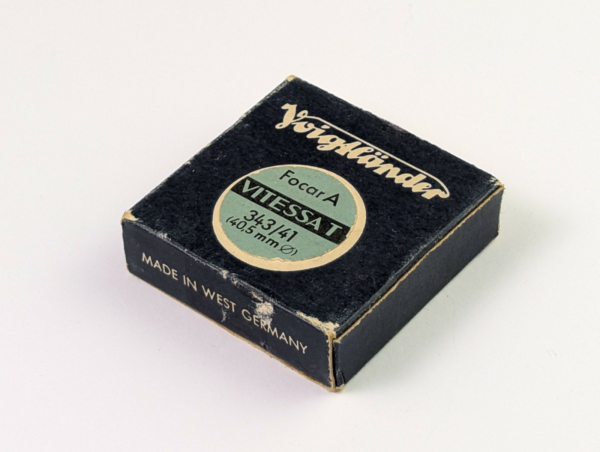 Voigtländer
Focar A
VITESSA T
343/41
(40,5 mm ∅)
MADE IN WEST GERMANY